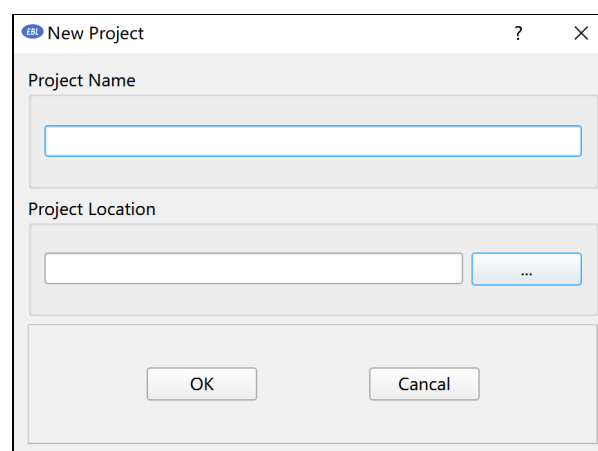 EBL New Project ?
Project Name
Project Location
...
OK Cancal